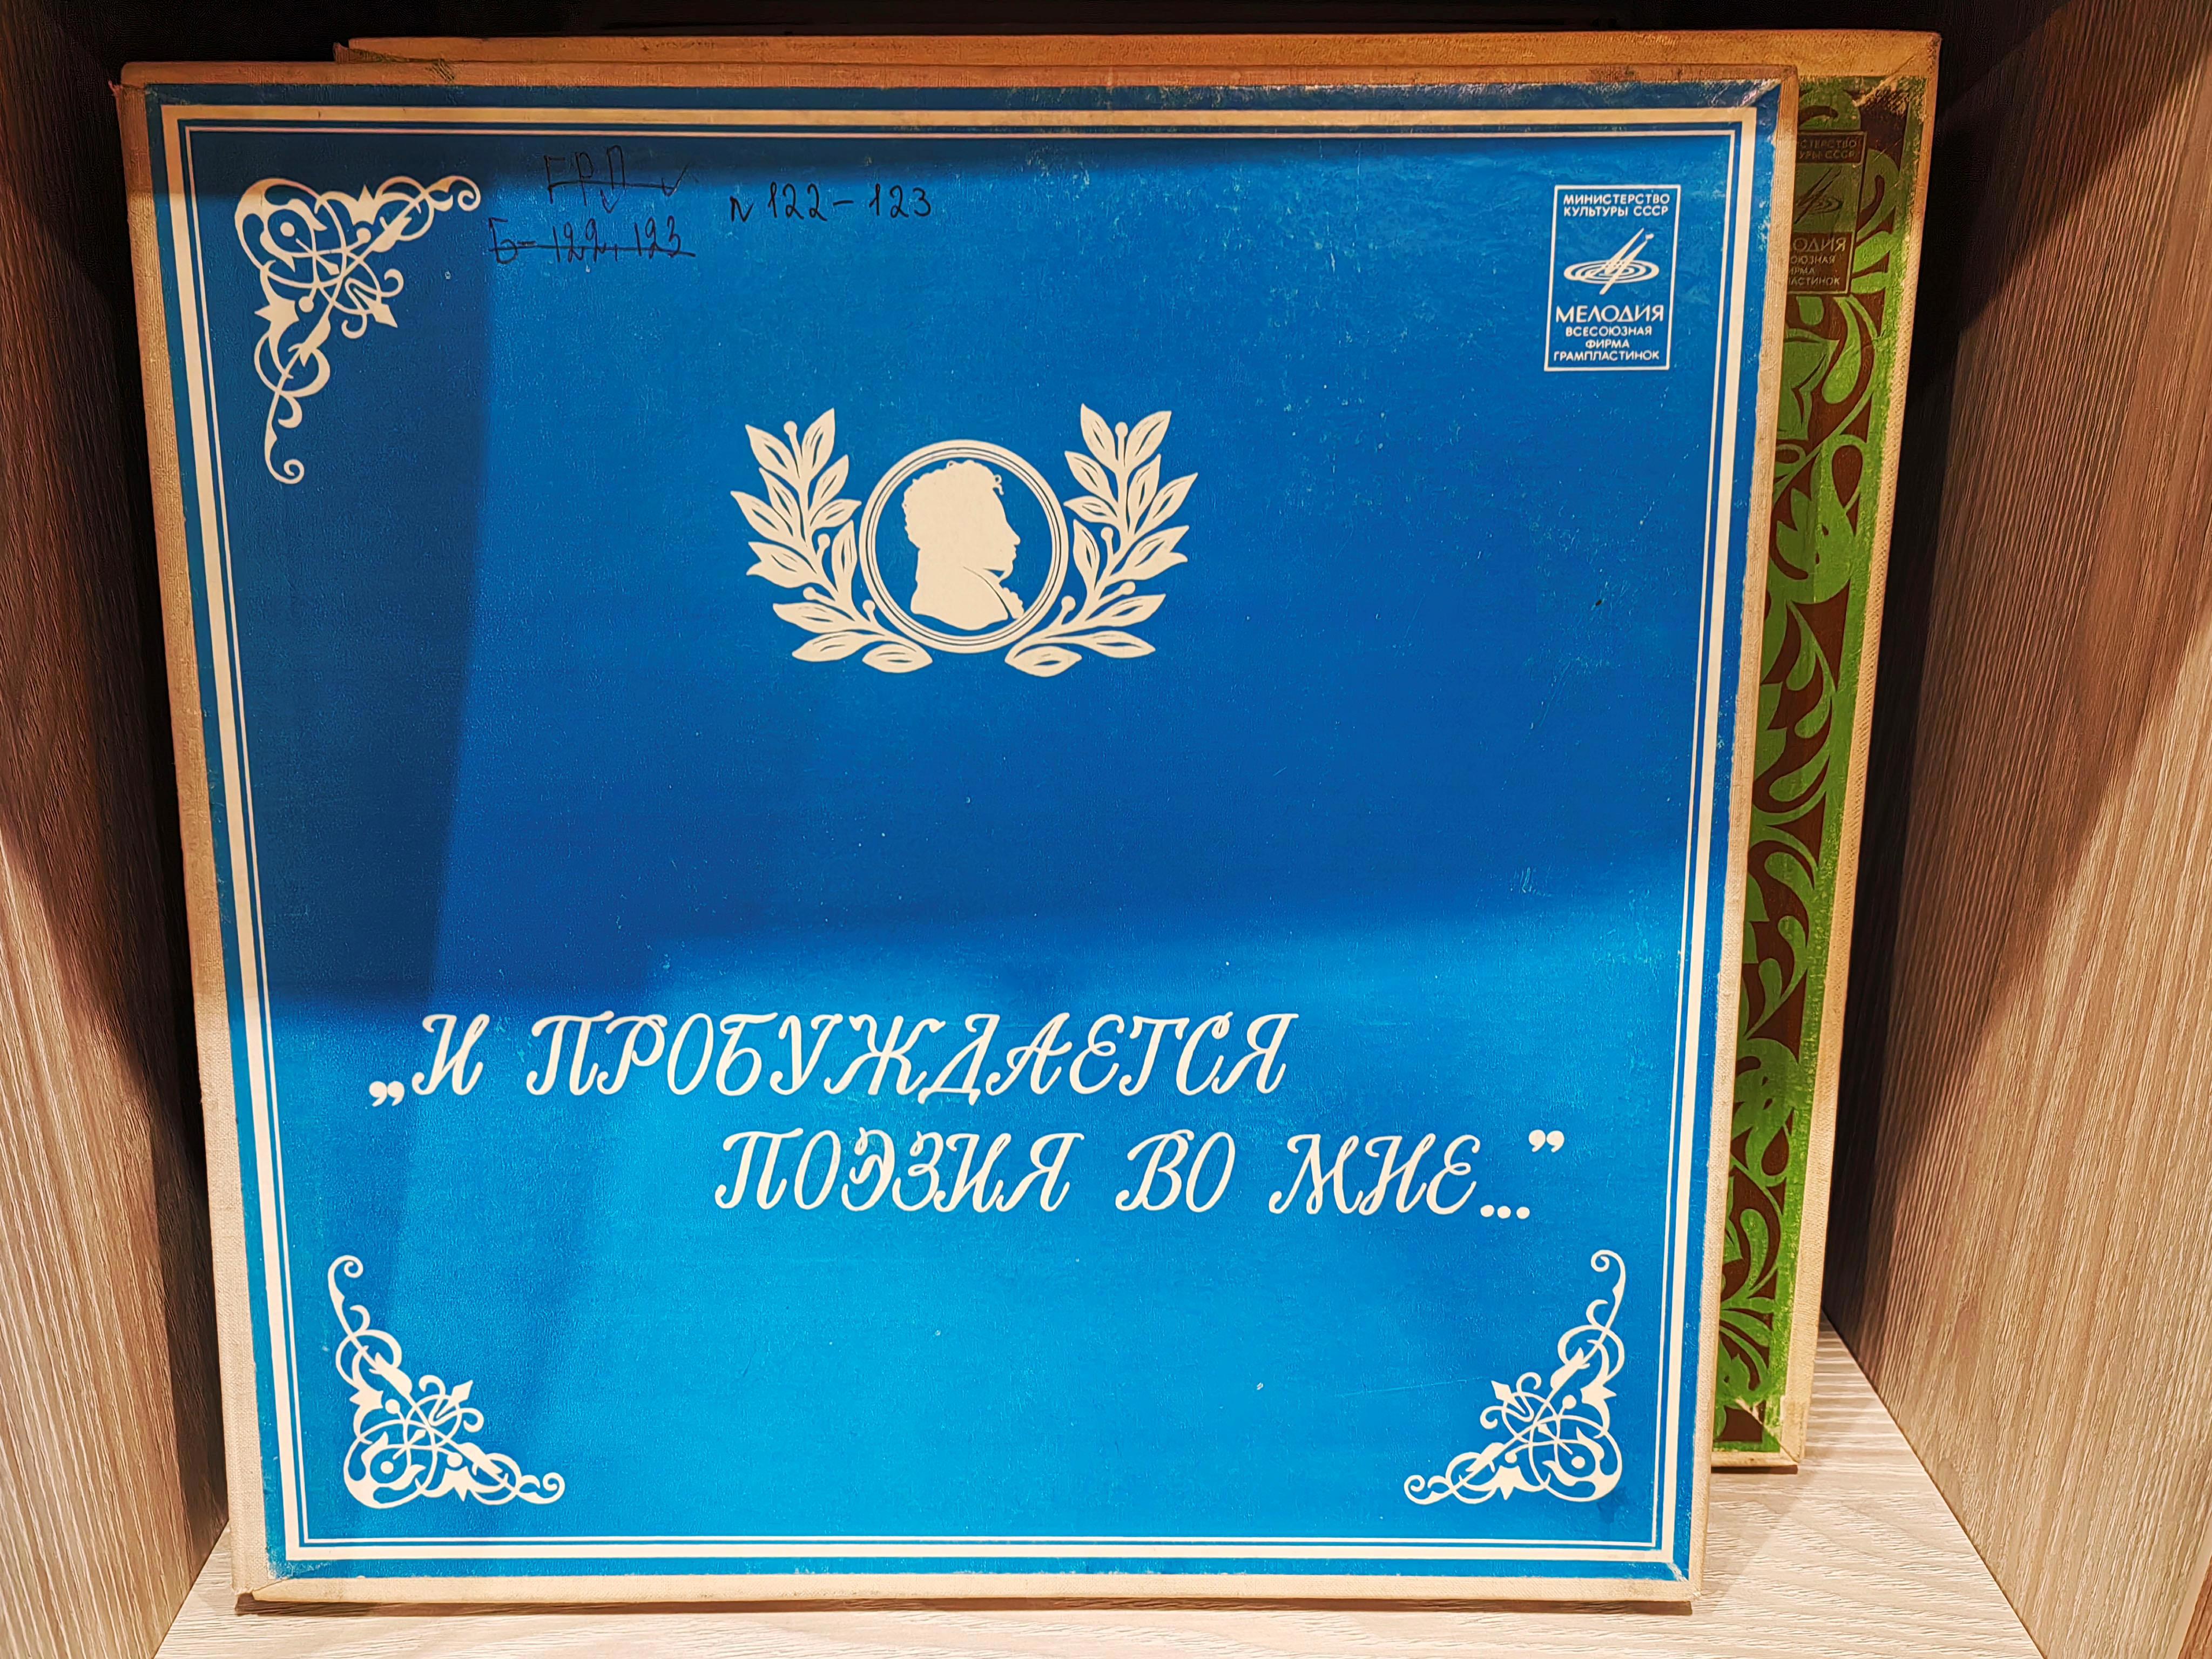 ГРП
№ 122-123
Б-122, 123
МИНИСТЕРСТВО
КУЛЬТУРЫ СССР
МЕЛОДИЯ
ВСЕСОЮЗНАЯ
ФИРМА
ГРАМПЛАСТИНОК
„И ПРОБУЖДАЕТСЯ
ПОЭЗИЯ ВО МНЕ..."